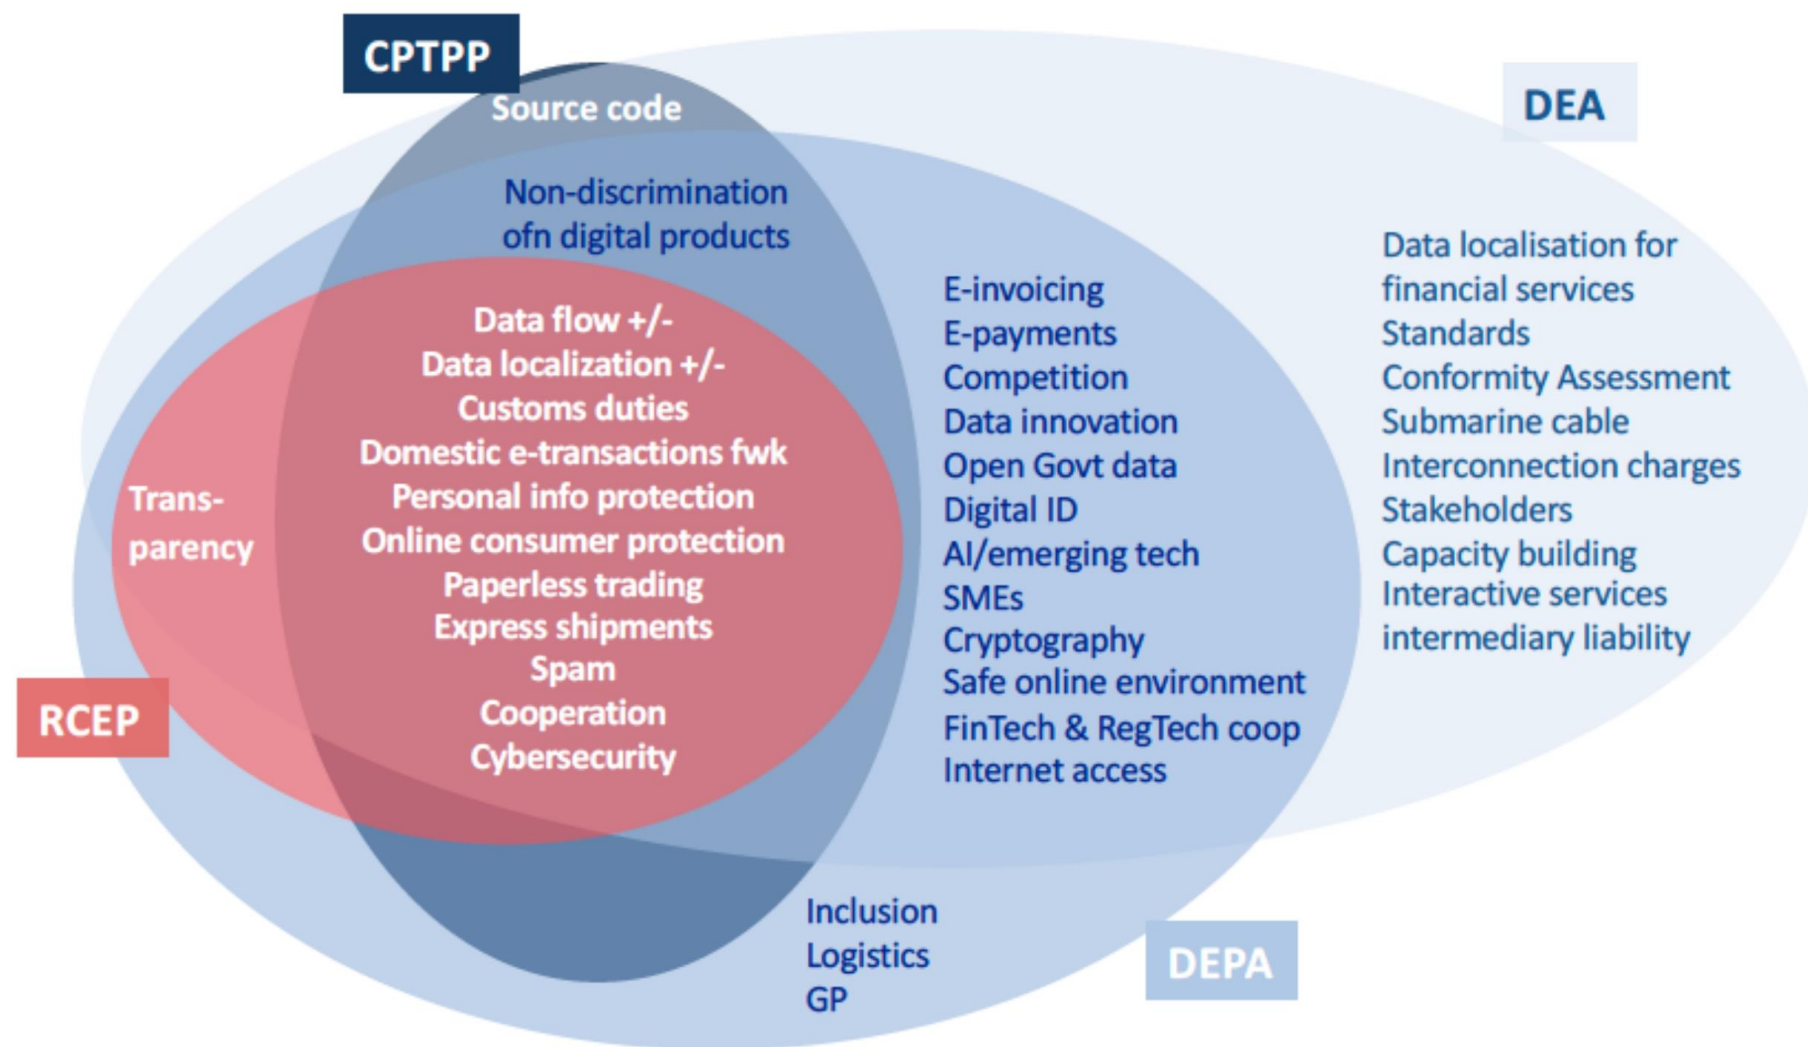 CPTPP
Source code
DEA
Non-discrimination
ofn digital products
Data flow +/-
Data localization +/-
Customs duties
Domestic e-transactions fwk
Personal info protection
Online consumer protection
Paperless trading
Express shipments
Spam
Cooperation
Cybersecurity
Trans-
parency
RCEP
E-invoicing
E-payments
Competition
Data innovation
Open Govt data
Digital ID
AI/emerging tech
SMEs
Cryptography
Safe online environment
FinTech & RegTech coop
Internet access
Data localisation for
financial services
Standards
Conformity Assessment
Submarine cable
Interconnection charges
Stakeholders
Capacity building
Interactive services
intermediary liability
Inclusion
Logistics
GP
DEPA